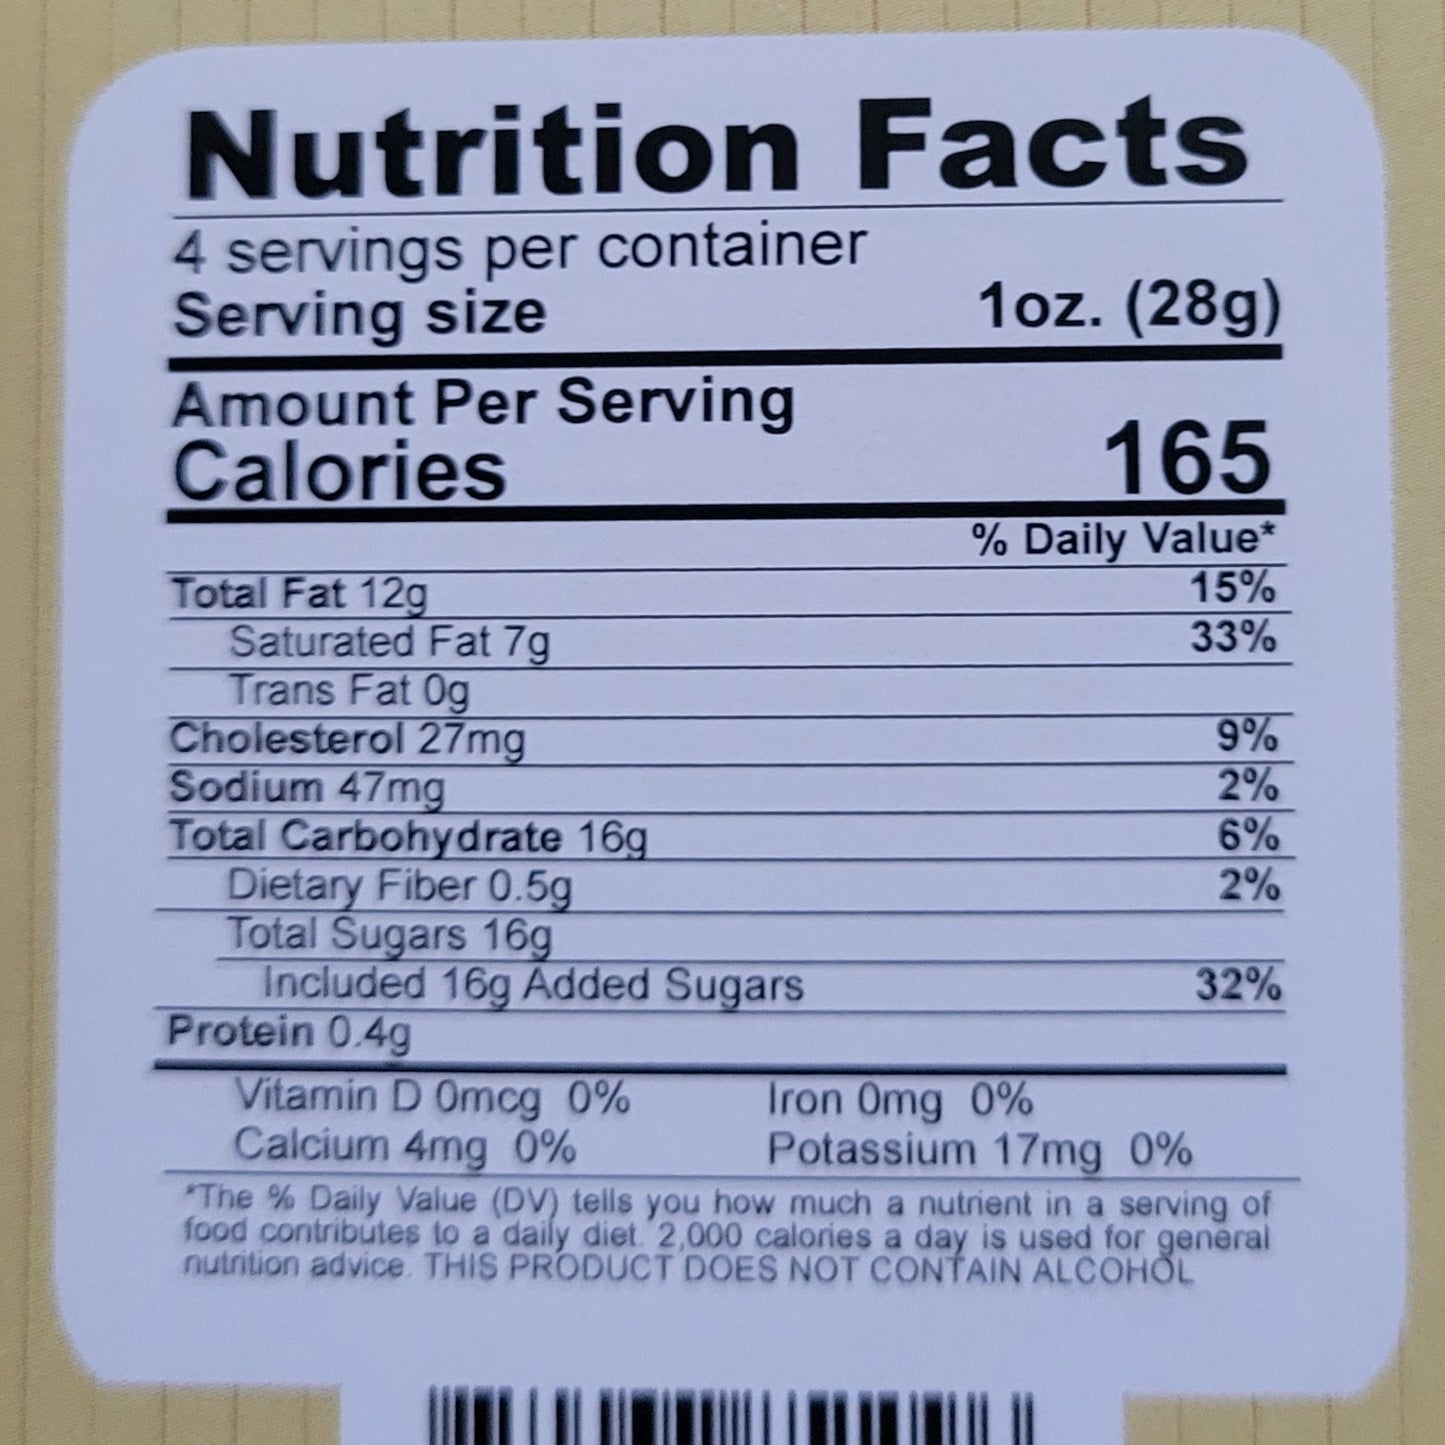 Nutrition Facts
4 servings per container
Serving size 1oz. (28g)
Amount Per Serving
Calories 165
% Daily Value*
Total Fat 12g 15%
Saturated Fat 7g 33%
Trans Fat 0g
Cholesterol 27mg 9%
Sodium 47mg 2%
Total Carbohydrate 16g 6%
Dietary Fiber 0.5g 2%
Total Sugars 16g
Included 16g Added Sugars 32%
Protein 0.4g
Vitamin D 0mcg 0% Iron 0mg 0%
Calcium 4mg 0% Potassium 17mg 0%
*The % Daily Value (DV) tells you how much a nutrient in a serving of
food contributes to a daily diet. 2,000 calories a day is used for general
nutrition advice. THIS PRODUCT DOES NOT CONTAIN ALCOHOL